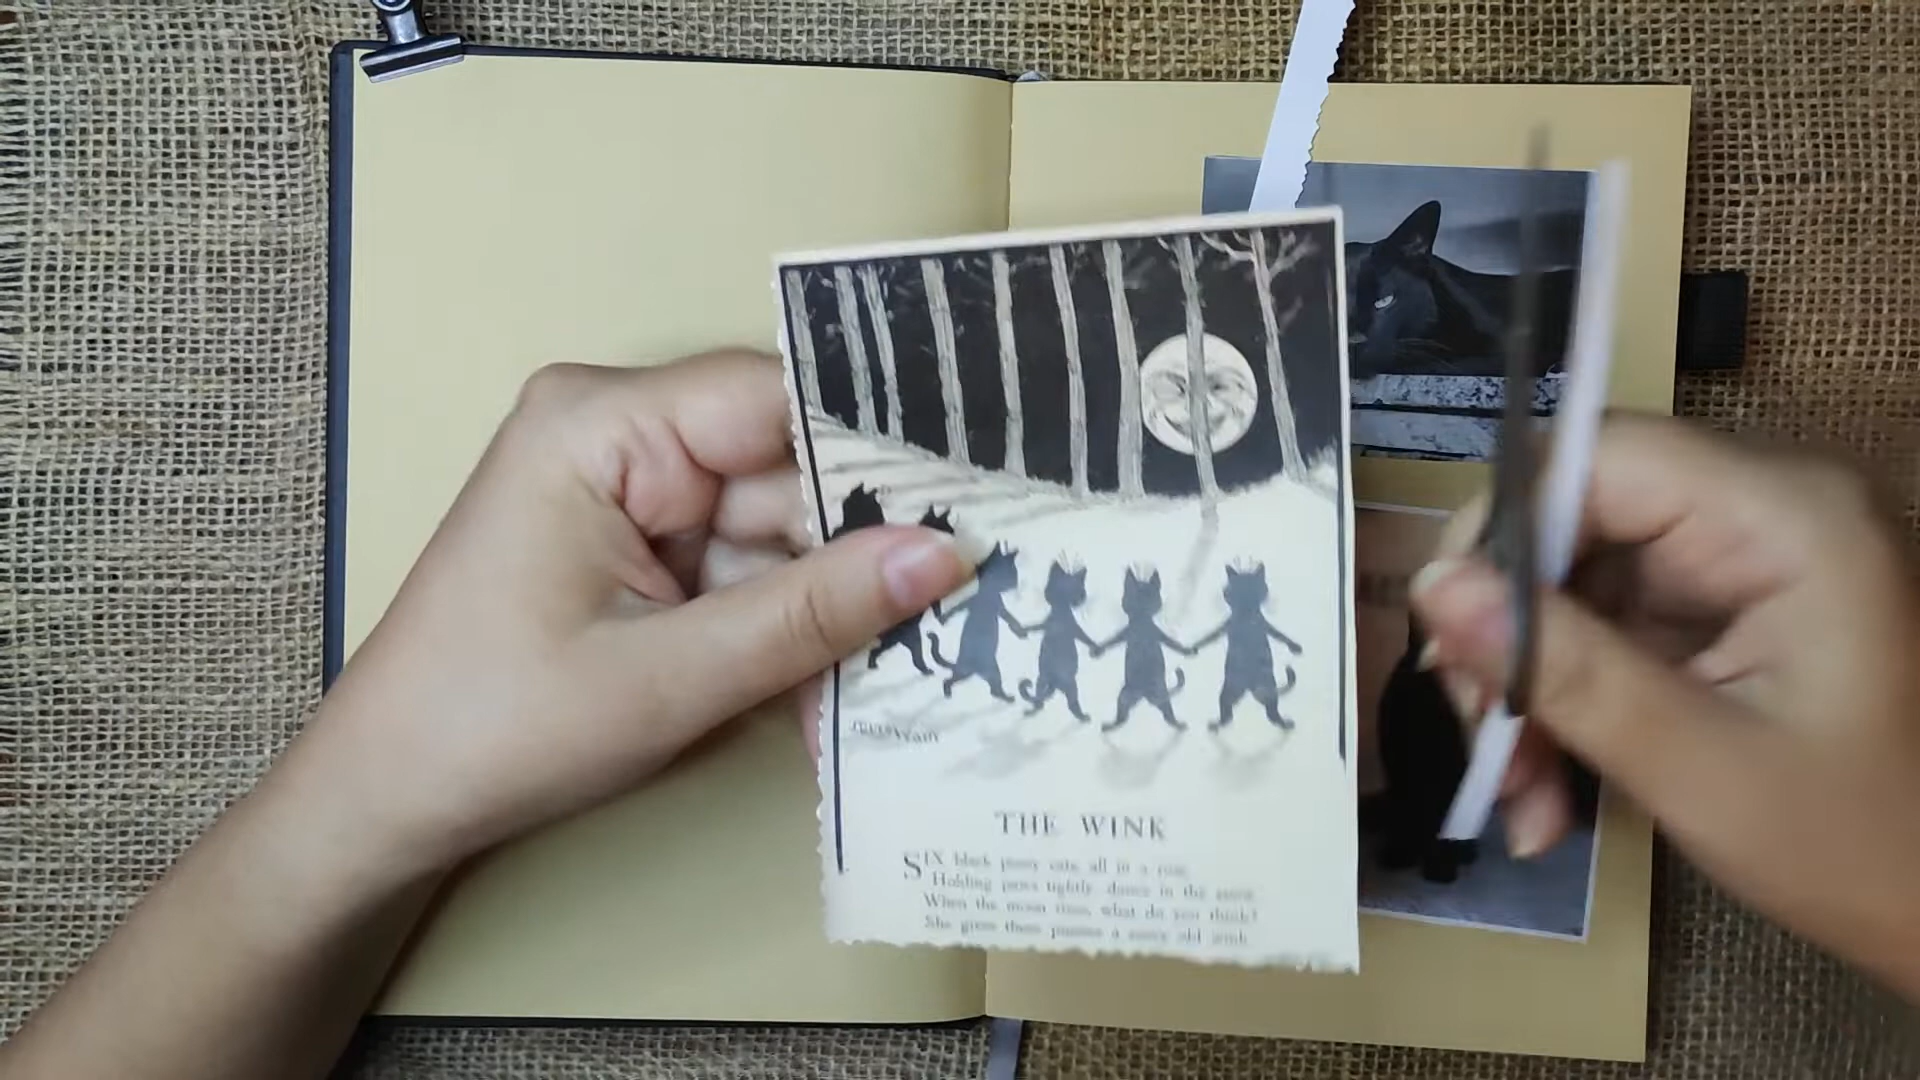 THE WINK
SIX black pussy cats, all in a row,
Holding paws tightly, dance in the snow.
When the moon rises, what do you think?
She gives those pussies a saucy old wink.